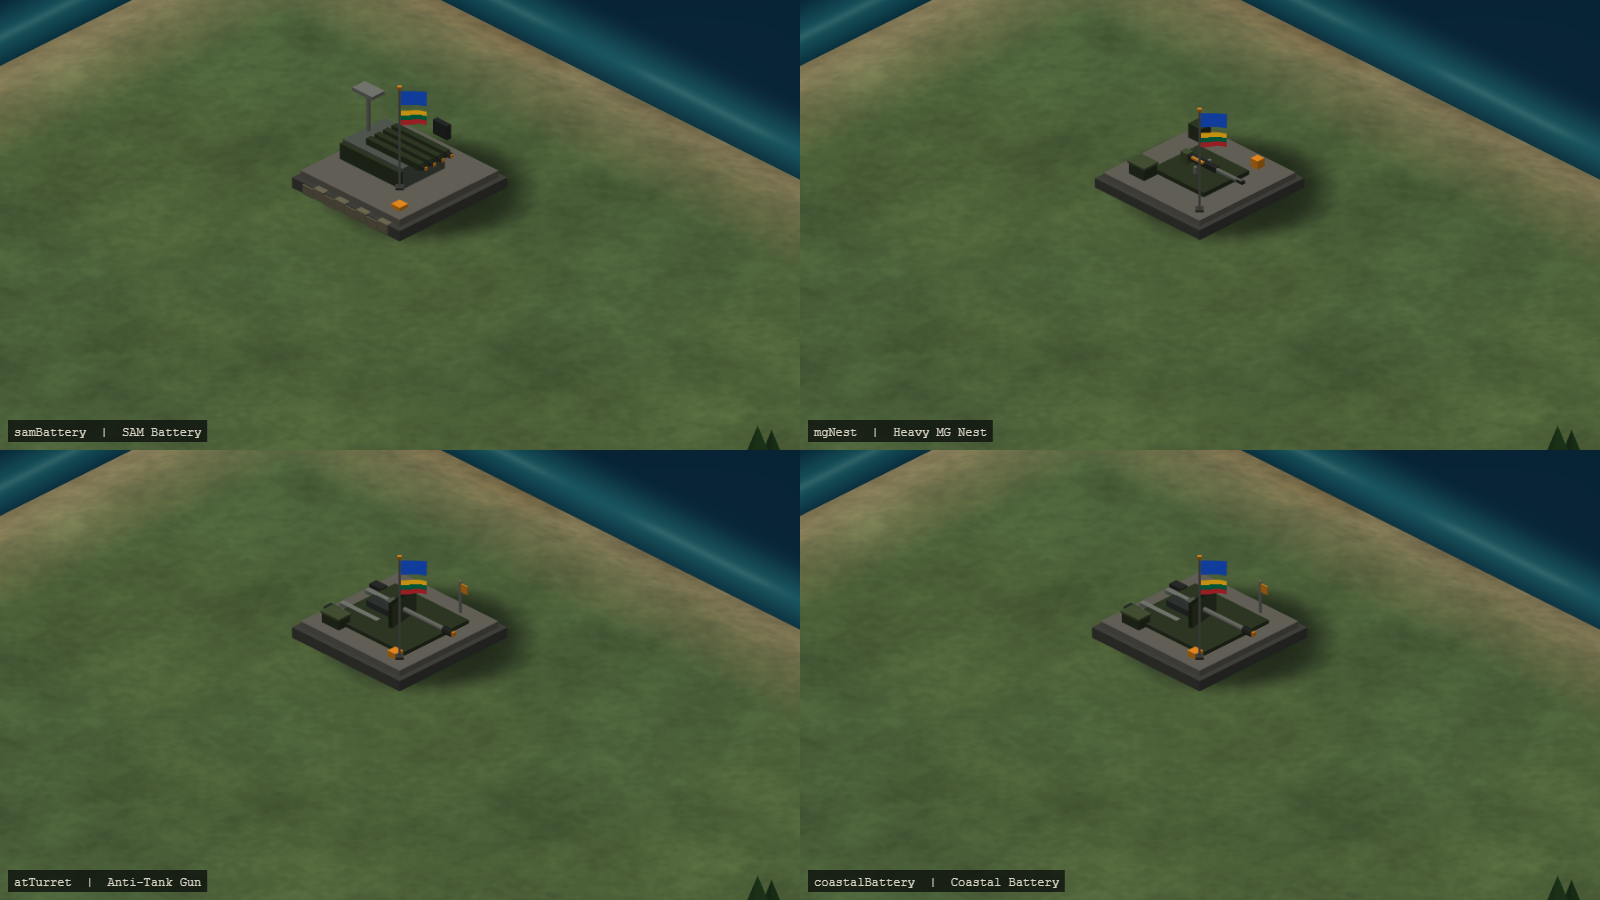 samBattery | SAM Battery
mgNest | Heavy MG Nest
atTurret | Anti-Tank Gun
coastalBattery | Coastal Battery